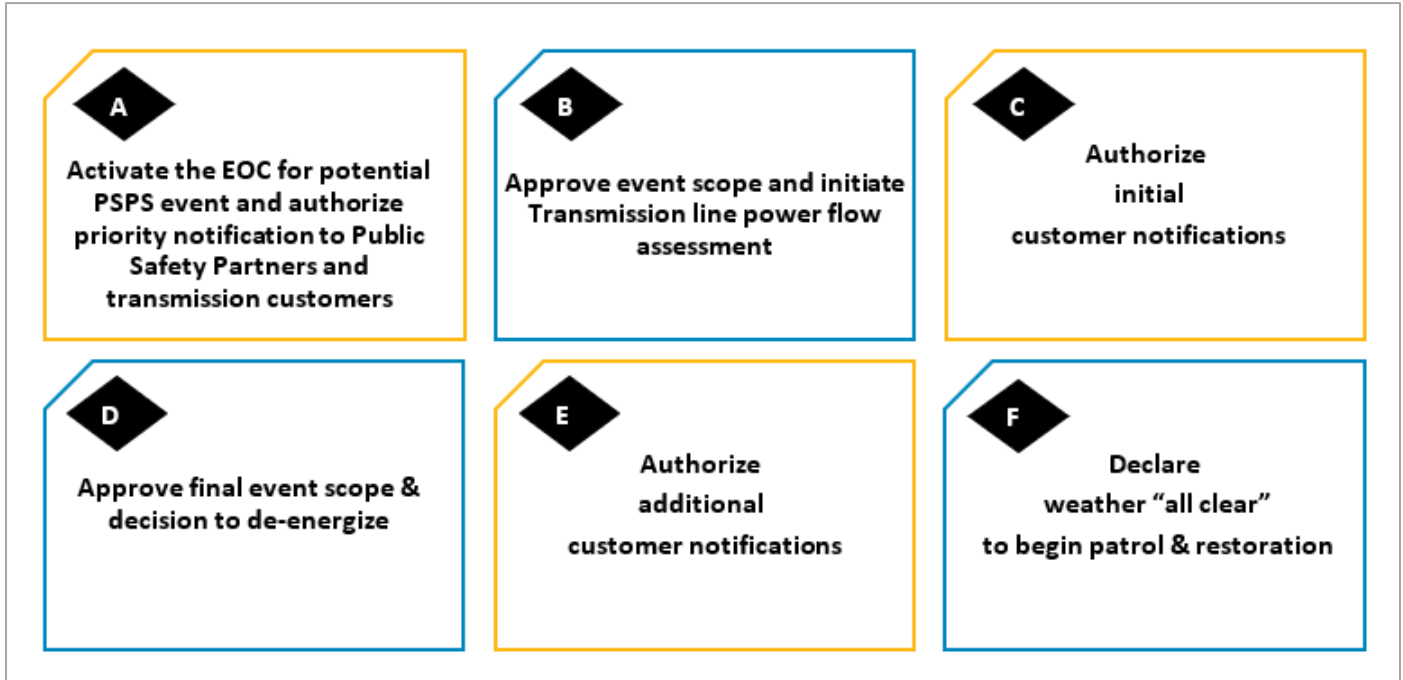 A
Activate the EOC for potential
PSPS event and authorize
priority notification to Public
Safety Partners and
transmission customers
B
Approve event scope and initiate
Transmission line power flow
assessment
C
Authorize
initial
customer notifications
D
Approve final event scope &
decision to de-energize
E
Authorize
additional
customer notifications
F
Declare
weather “all clear”
to begin patrol & restoration